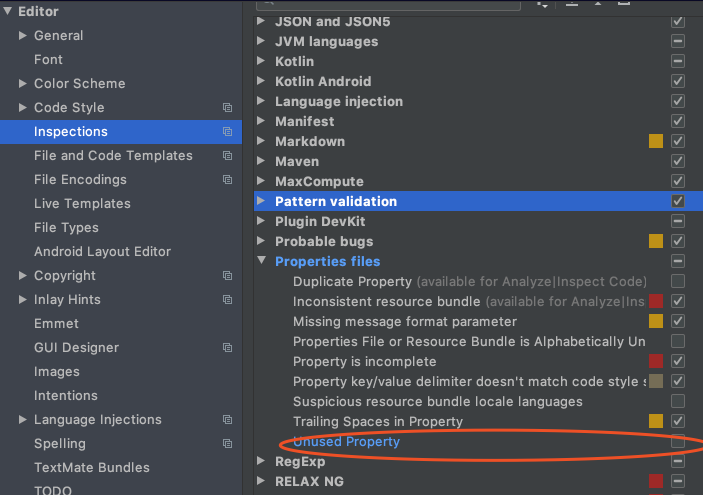 Editor
General
Font
Color Scheme
Code Style
Inspections
File and Code Templates
File Encodings
Live Templates
File Types
Android Layout Editor
Copyright
Inlay Hints
Emmet
GUI Designer
Images
Intentions
Language Injections
Spelling
TextMate Bundles
TODO
JSON and JSON5
JVM languages
Kotlin
Kotlin Android
Language injection
Manifest
Markdown
Maven
MaxCompute
Pattern validation
Plugin DevKit
Probable bugs
Properties files
Duplicate Property (available for Analyze|Inspect Code)
Inconsistent resource bundle (available for Analyze|Ins
Missing message format parameter
Properties File or Resource Bundle is Alphabetically Un
Property is incomplete
Property key/value delimiter doesn't match code style s
Suspicious resource bundle locale languages
Trailing Spaces in Property
Unused Property
RegExp
RELAX NG